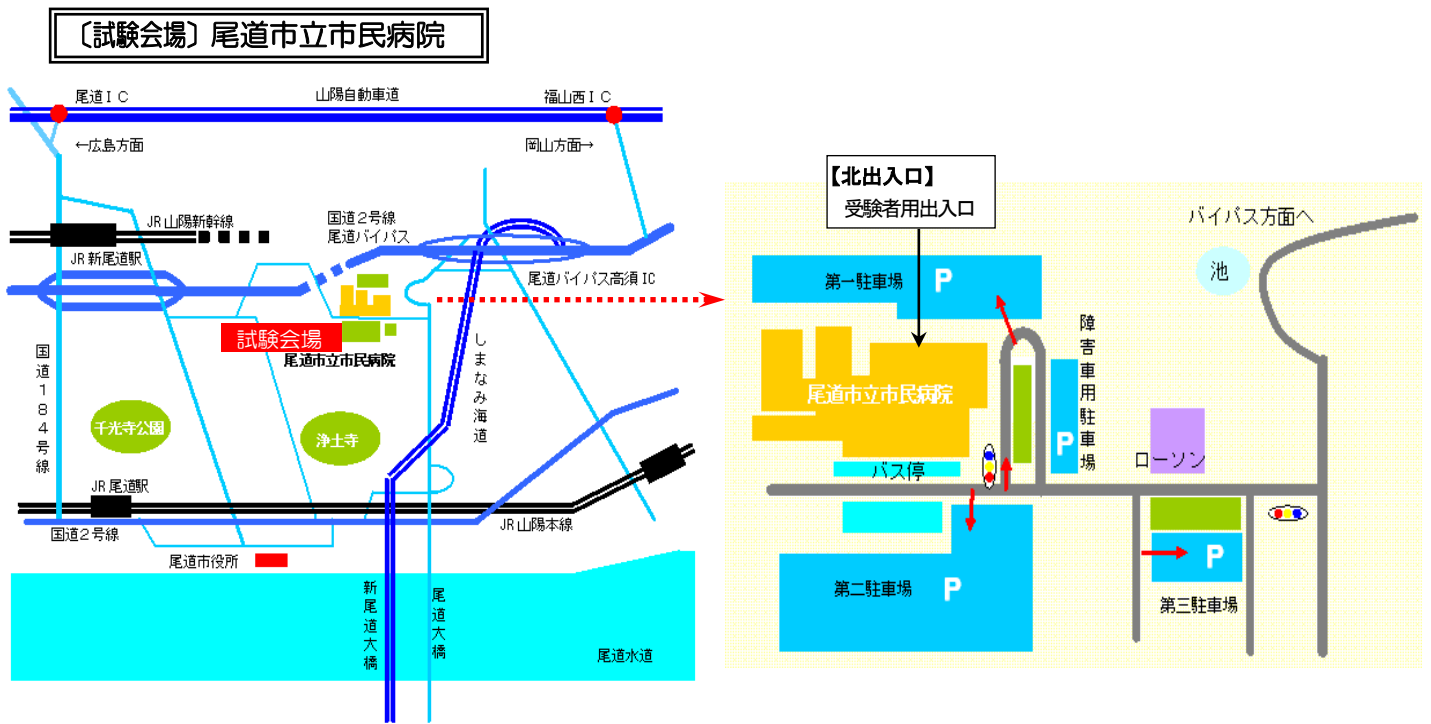 〔試験会場〕尾道市立市民病院
尾道ＩＣ
山陽自動車道
福山西ＩＣ
←広島方面
岡山方面→
JR山陽新幹線
国道２号線
尾道バイパス
JR新尾道駅
尾道バイパス高須IC
試験会場
尾道市立市民病院
国道１８４号線
しまなみ海道
千光寺公園
浄土寺
JR尾道駅
国道２号線
JR山陽本線
尾道市役所
新尾道大橋
尾道大橋
尾道水道
【北出入口】
受験者用出入口
バイパス方面へ
池
第一駐車場
P
障害車用駐車場
尾道市立市民病院
P
ローソン
バス停
第二駐車場
P
P
第三駐車場